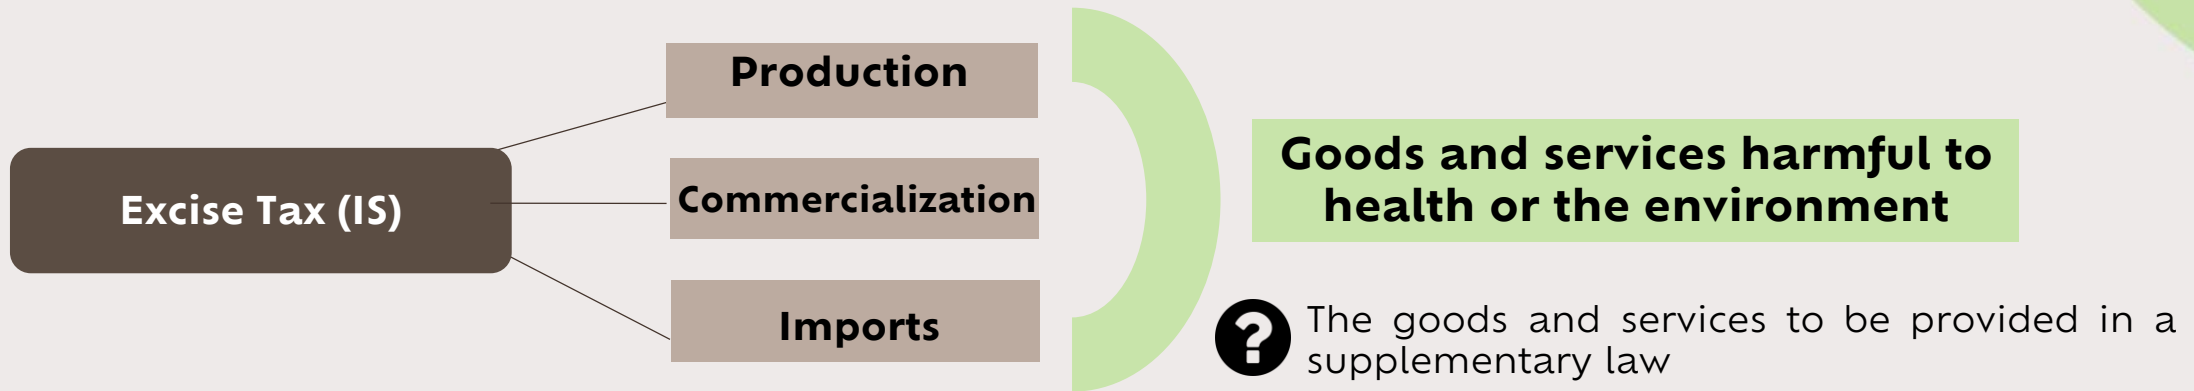 Excise Tax (IS)
Production
Commercialization
Imports
Goods and services harmful to
health or the environment
The goods and services to be provided in a
supplementary law